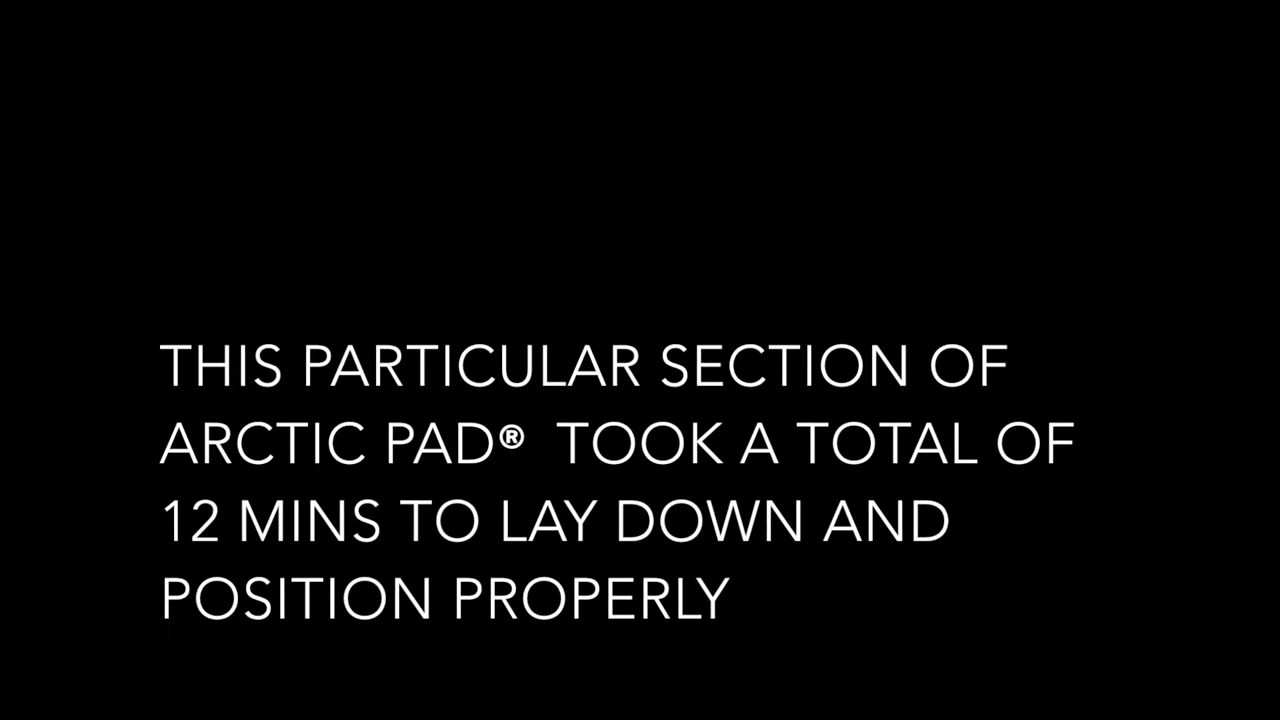 THIS PARTICULAR SECTION OF
ARCTIC PAD® TOOK A TOTAL OF
12 MINS TO LAY DOWN AND
POSITION PROPERLY